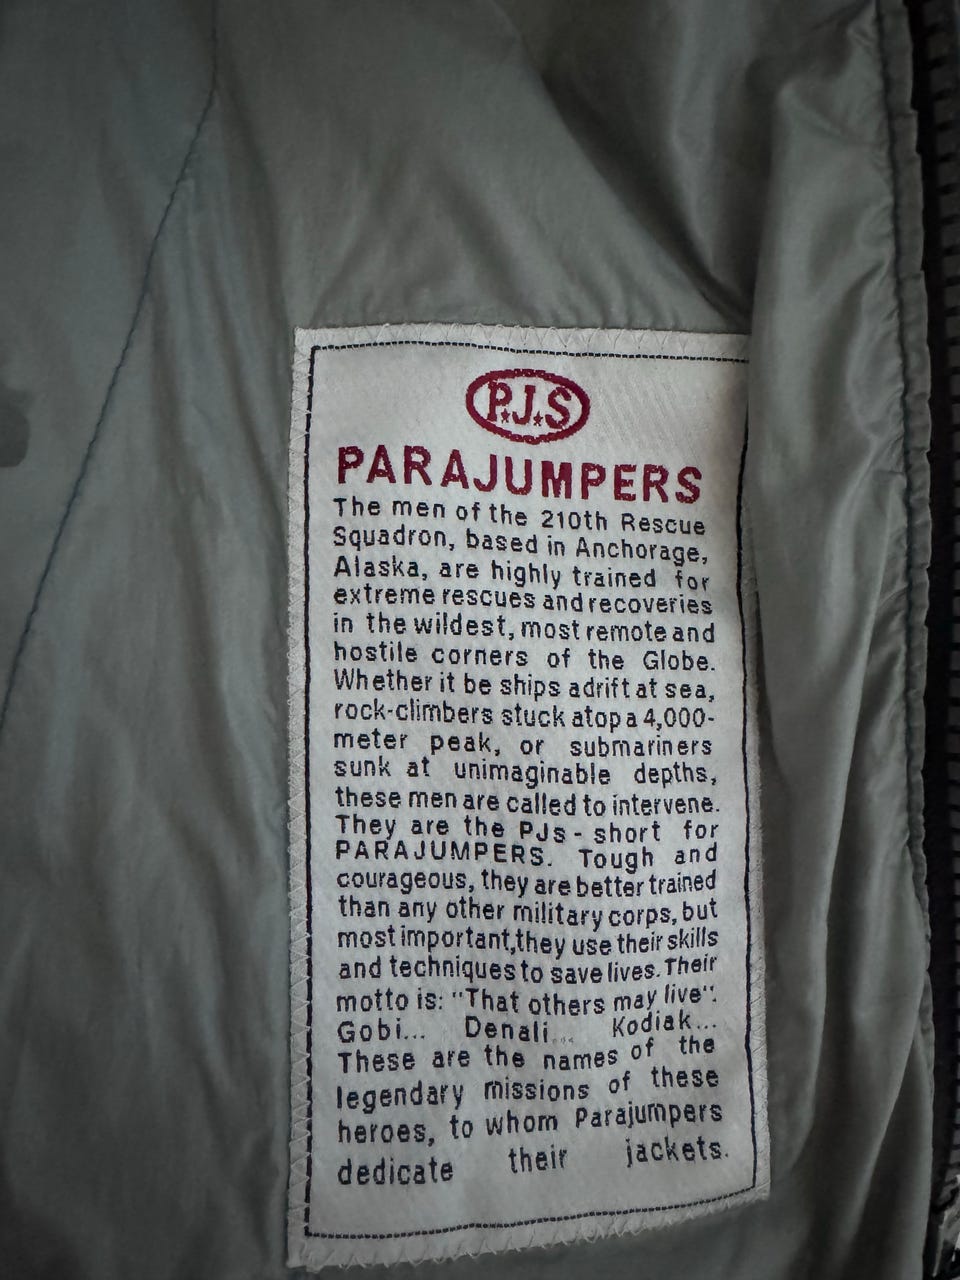 P.J.S
PARAJUMPERS
The men of the 210th Rescue
Squadron, based in Anchorage,
Alaska, are highly trained for
extreme rescues and recoveries
in the wildest, most remote and
hostile corners of the Globe.
Whether it be ships adrift at sea,
rock-climbers stuck atop a 4,000-
meter peak, or submariners
sunk at unimaginable depths,
these men are called to intervene.
They are the PJs - short for
PARAJUMPERS. Tough and
courageous, they are better trained
than any other military corps, but
most important,they use their skills
and techniques to save lives. Their
motto is: "That others may live".
Gobi... Denali... Kodiak...
These are the names of the
legendary missions of these
heroes, to whom Parajumpers
dedicate their jackets.